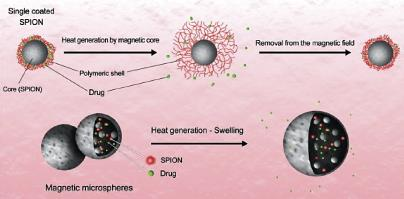 Single coated
SPION
Heat generation by magnetic core
Removal from the magnetic field
Polymeric shell
Core (SPION)
Drug
Heat generation - Swelling
SPION
Drug
Magnetic microspheres